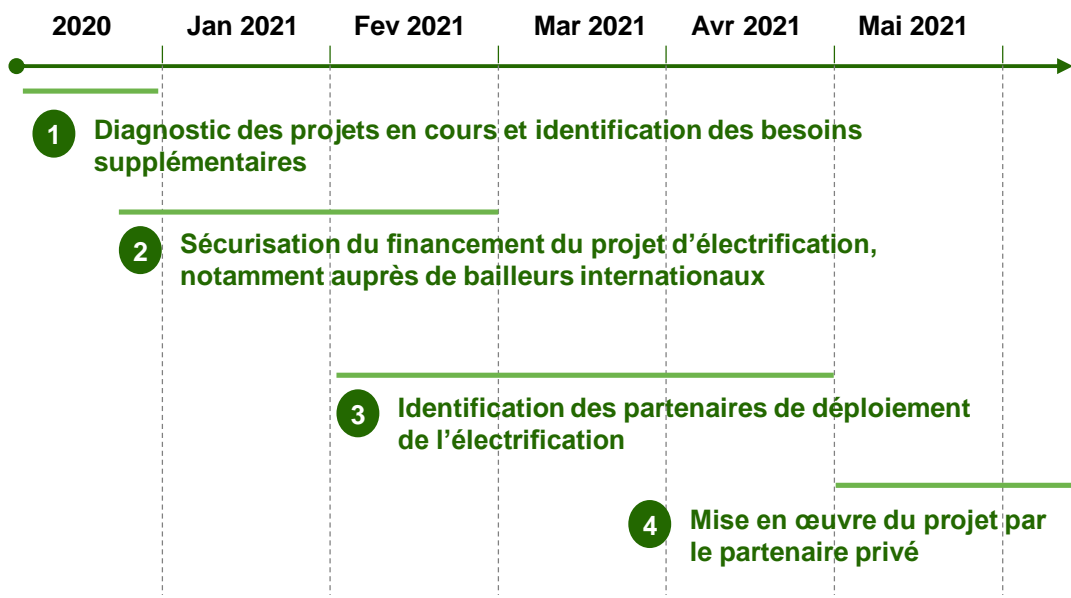 2020 Jan 2021 Fev 2021 Mar 2021 Avr 2021 Mai 2021
1 Diagnostic des projets en cours et identification des besoins
supplémentaires
2 Sécurisation du financement du projet d’électrification,
notamment auprès de bailleurs internationaux
3 Identification des partenaires de déploiement
de l’électrification
4 Mise en œuvre du projet par
le partenaire privé